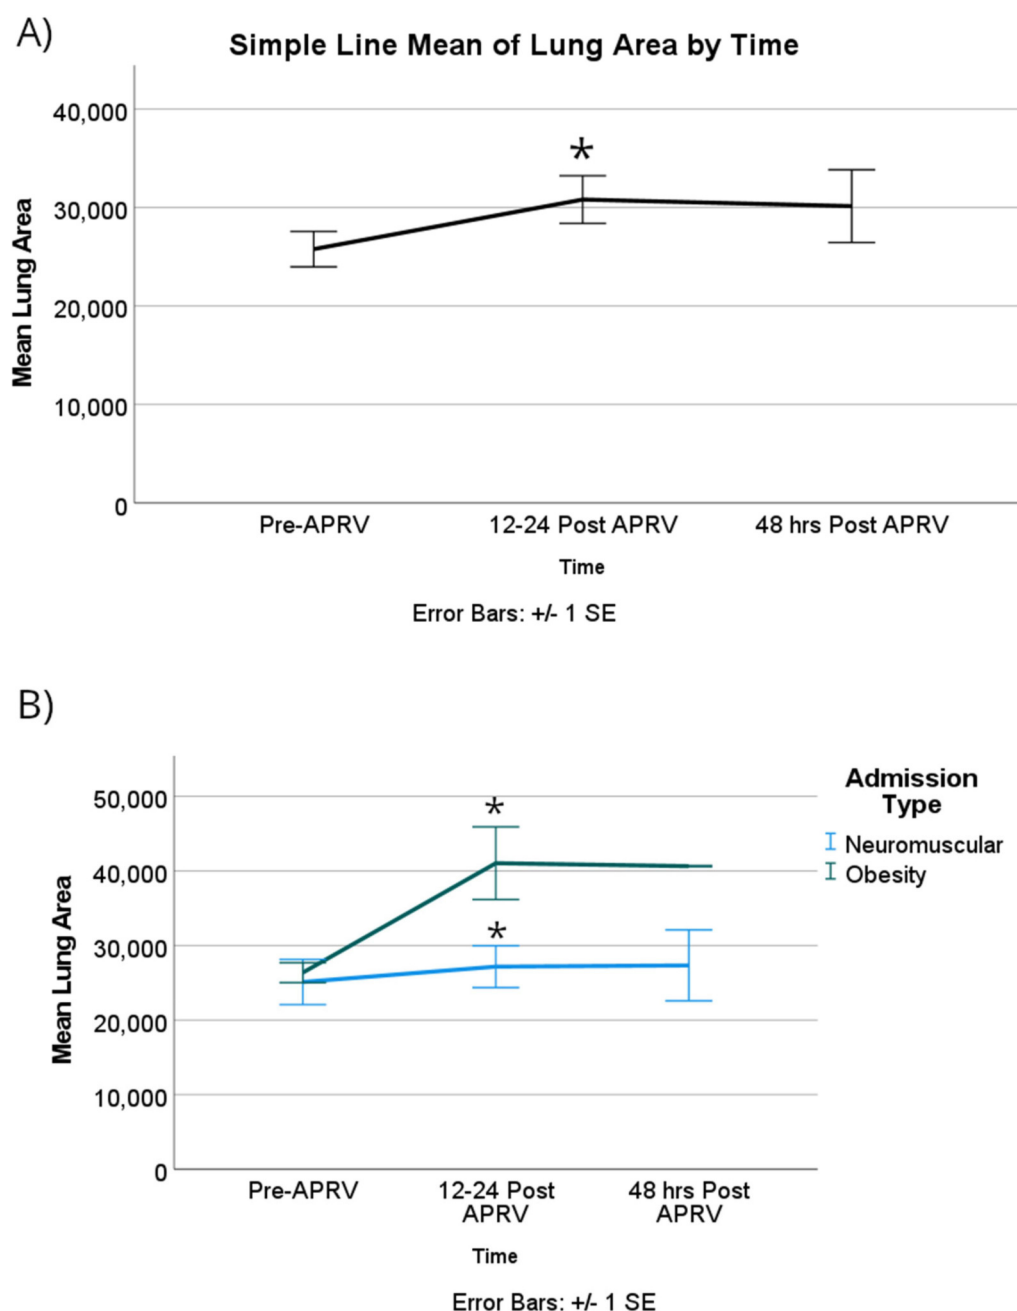 A)
Simple Line Mean of Lung Area by Time
Mean Lung Area
40,000
30,000
20,000
10,000
0
*
Pre-APRV
12-24 Post APRV
48 hrs Post APRV
Time
Error Bars: +/- 1 SE
B)
Mean Lung Area
50,000
40,000
30,000
20,000
10,000
0
*
*
Pre-APRV
12-24 Post
APRV
48 hrs Post
APRV
Time
Error Bars: +/- 1 SE
Admission
Type
Neuromuscular
Obesity